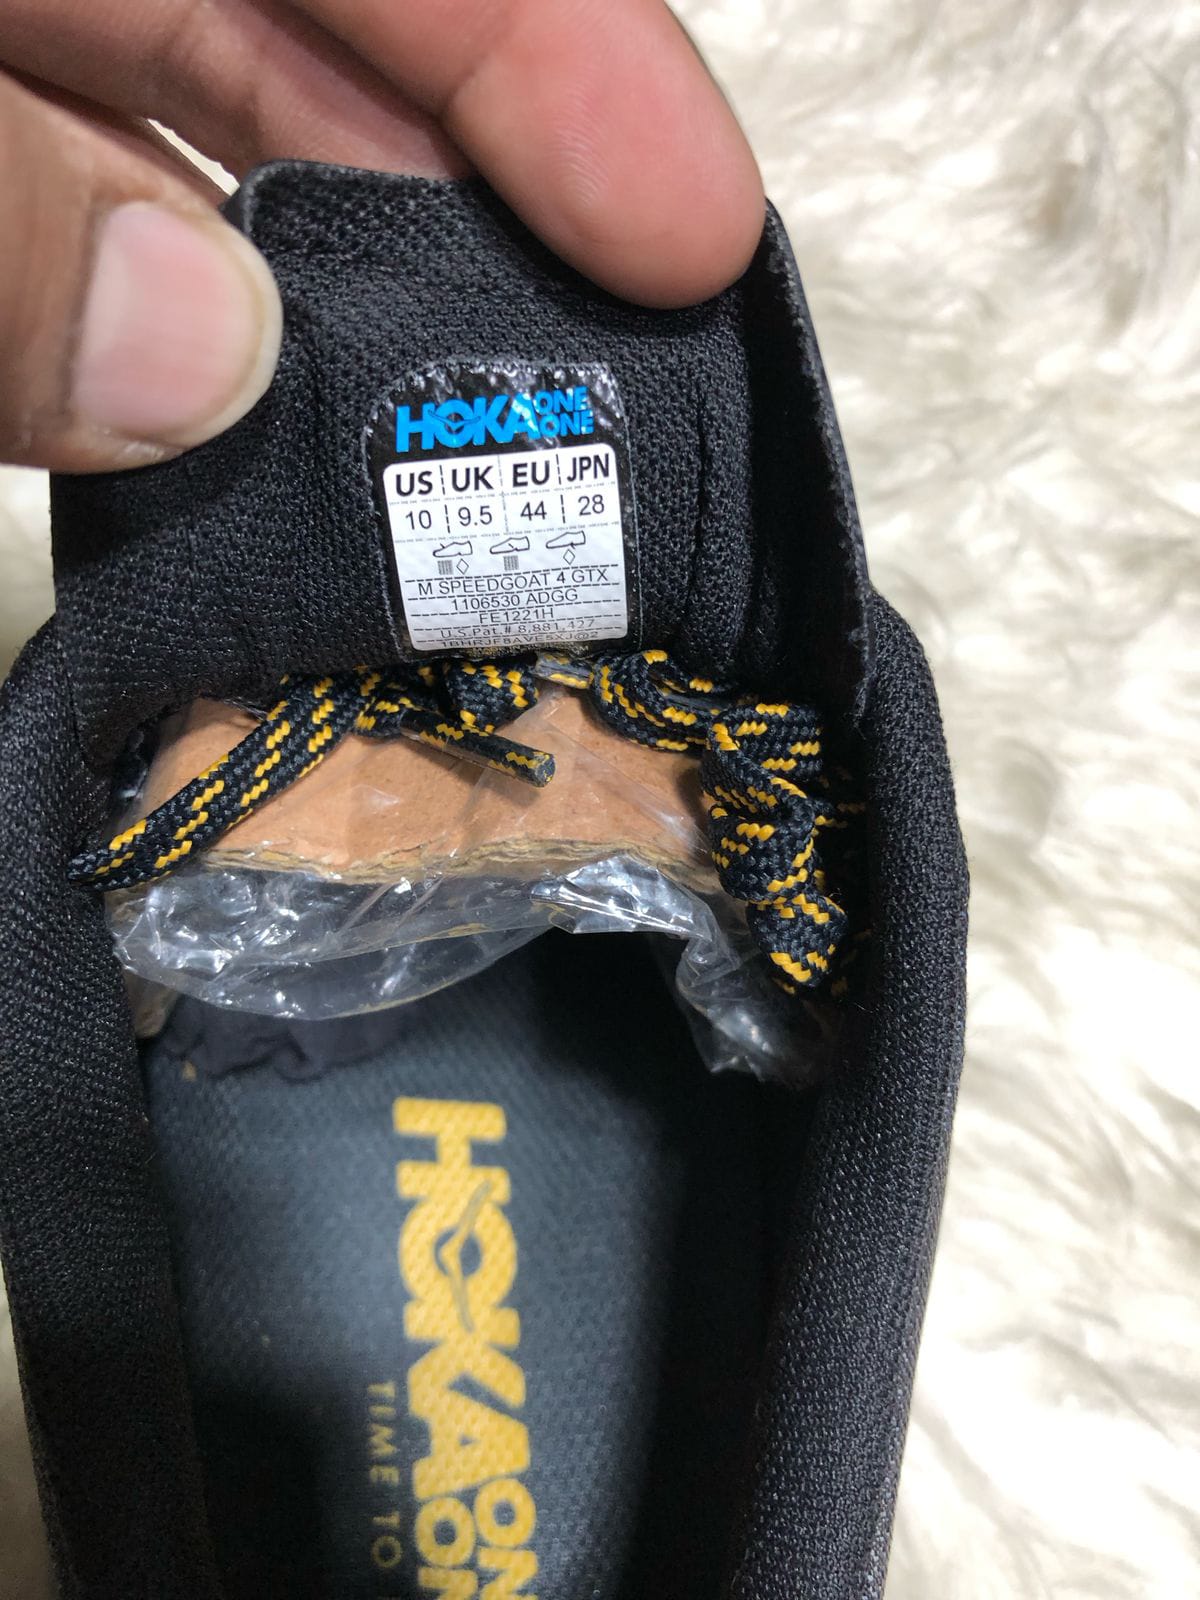 HOKA ONE ONE
US UK EU JPN
10 9.5 44 28
M SPEEDGOAT 4 GTX
1106530 ADGG
FE1221H
U.S.Pat.# 8,881,427
HOKA ONE
TIME TO